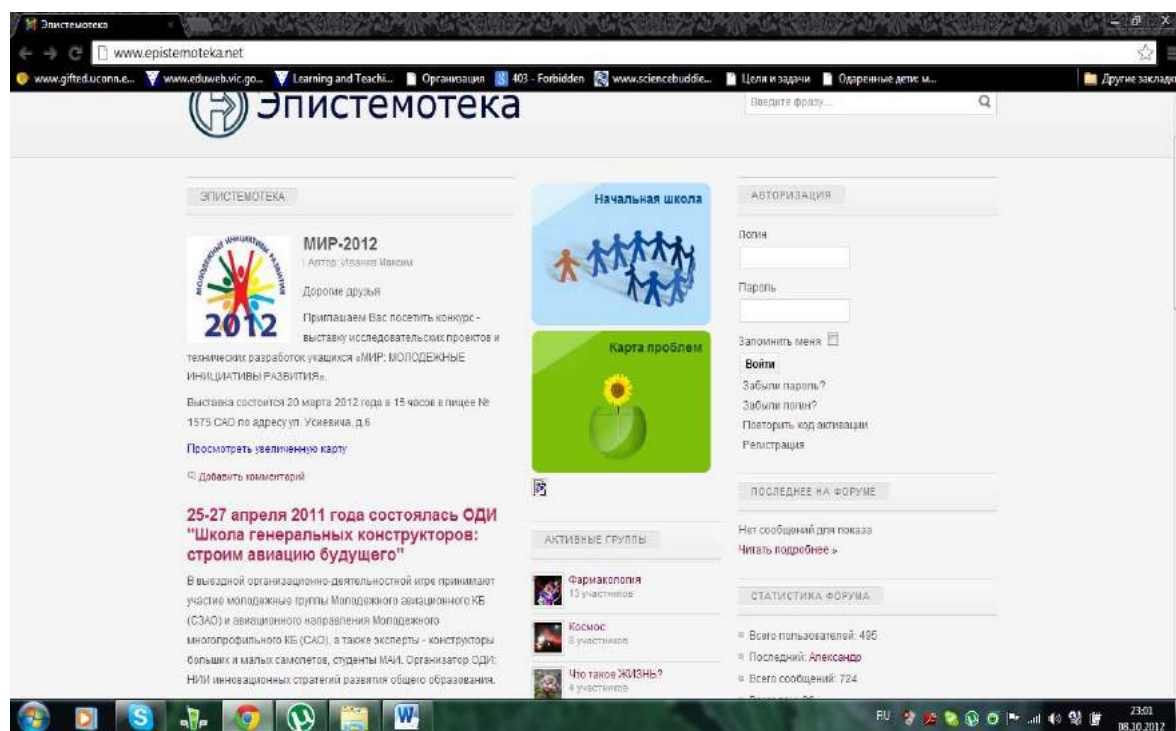 Эпистемотека
www.epistemoteka.net
www.gifted.uconn.e...
www.eduweb.vic.go...
Learning and Teachi...
Организация
403 - Forbidden
www.sciencebuddie...
Цели и задачи
Одаренные дети: м...
Другие закладк
Эпистемотека
Введите фразу...
ЭПИСТЕМОТЕКА
МОЛОДЕЖНЫЕ ИНИЦИАТИВЫ РАЗВИТИЯ
2012
МИР-2012
Автор: Иванко Максим
Дорогие друзья
Приглашаем Вас посетить конкурс -
выставку исследовательских проектов и
технических разработок учащихся «МИР: МОЛОДЕЖНЫЕ
ИНИЦИАТИВЫ РАЗВИТИЯ».
Выставка состоится 20 марта 2012 года в 15 часов в лицее №
1575 САО по адресу ул. Усиевича, д.6
Просмотреть увеличенную карту
Добавить комментарий
25-27 апреля 2011 года состоялась ОДИ
"Школа генеральных конструкторов:
строим авиацию будущего"
В выездной организационно-деятельностной игре принимают
участие молодежные группы Молодежного авиационного КБ
(СЗАО) и авиационного направления Молодежного
многопрофильного КБ (САО), а также эксперты - конструкторы
больших и малых самолетов, студенты МАИ. Организатор ОДИ:
НИИ инновационных стратегий развития общего образования.
Начальная школа
Карта проблем
АКТИВНЫЕ ГРУППЫ
Фармакология
13 участников
Космос
8 участников
Что такое ЖИЗНЬ?
4 участников
АВТОРИЗАЦИЯ
Логин
Пароль
Запомнить меня
Войти
Забыли пароль?
Забыли логин?
Повторить код активации
Регистрация
ПОСЛЕДНЕЕ НА ФОРУМЕ
Нет сообщений для показа
Читать подробнее »
СТАТИСТИКА ФОРУМА
Всего пользователей: 495
Последний: Александр
Всего сообщений: 724
RU
23:01
08.10.2012